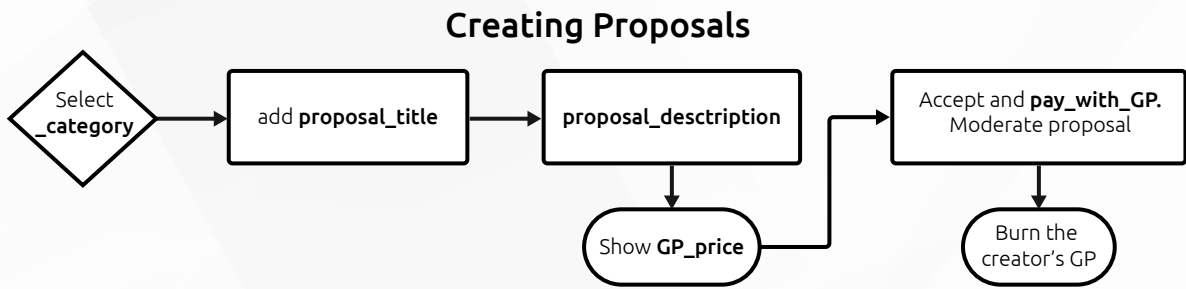 Creating Proposals
Select
_category
add proposal_title
proposal_desctription
Show GP_price
Accept and pay_with_GP.
Moderate proposal
Burn the
creator's GP